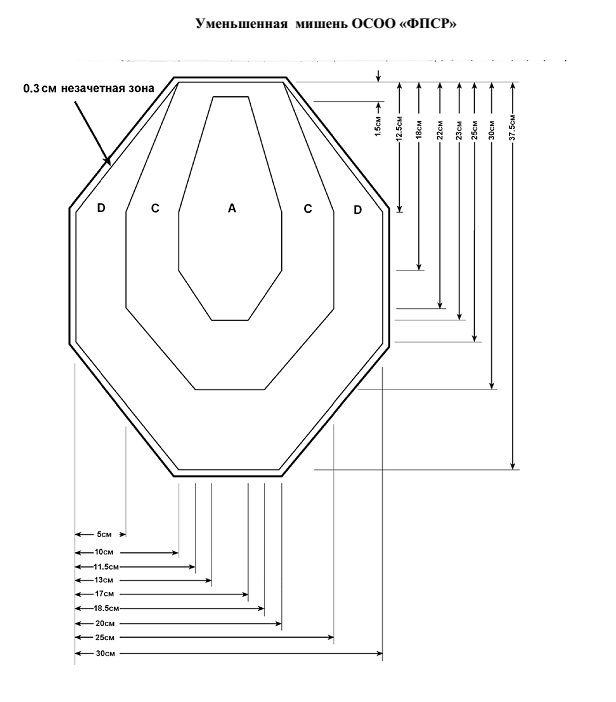 Уменьшенная мишень ОСОО «ФПСР»
0.3 см незачетная зона
1.5см
12.5см
18см
22см
23см
25см
30см
37.5см
D C A C D
5см
10см
11.5см
13см
17см
18.5см
20см
25см
30см